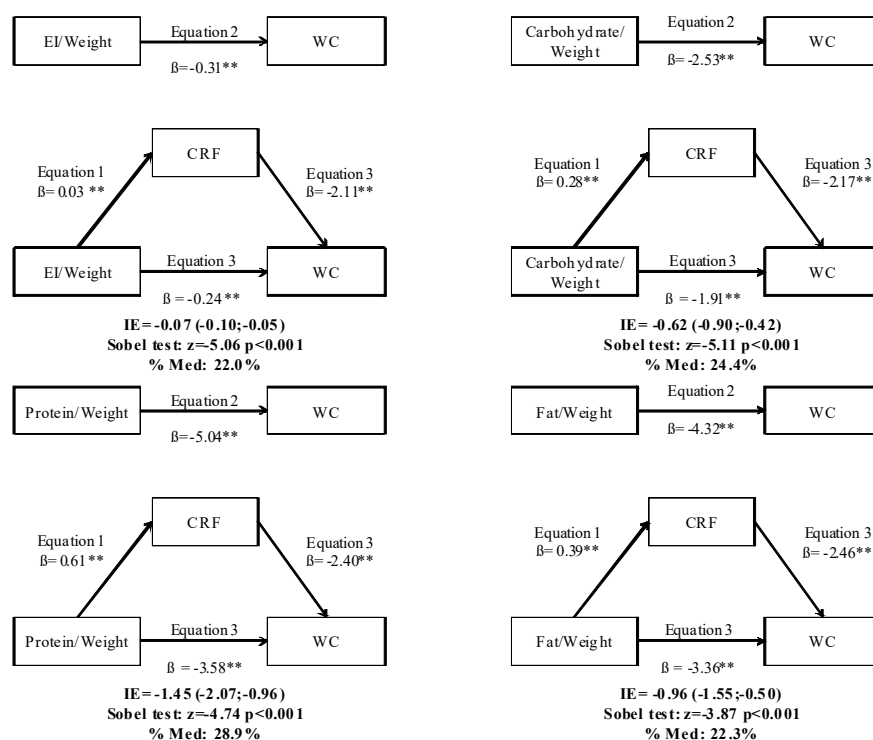 EI/Weight
Equation 2
WC
ß=-0.31**
CRF
Equation 1
ß=0.03 **
Equation 3
ß=-2.11**
EI/Weight
Equation 3
WC
ß = -0.24 **
IE= -0.07 (-0.10;-0.05)
Sobel test: z=-5.06 p<0.001
% Med: 22.0%
Carbohydrate/
Weight
Equation 2
WC
ß= -2.53**
CRF
Equation 1
ß= 0.28**
Equation 3
ß= -2.17**
Carbohydrate/
Weight
Equation 3
WC
ß = -1.91**
IE= -0.62 (-0.90;-0.42)
Sobel test: z=-5.11 p<0.001
% Med: 24.4%
Protein/Weight
Equation 2
WC
ß= -5.04**
CRF
Equation 1
ß= 0.61**
Equation 3
ß= -2.40**
Protein/Weight
Equation 3
WC
ß = -3.58**
IE= -1.45 (-2.07;-0.96)
Sobel test: z=-4.74 p<0.001
% Med: 28.9%
Fat/Weight
Equation 2
WC
ß= -4.32**
CRF
Equation 1
ß= 0.39**
Equation 3
ß= -2.46**
Fat/Weight
Equation 3
WC
ß = -3.36**
IE= -0.96 (-1.55;-0.50)
Sobel test: z=-3.87 p<0.001
% Med: 22.3%